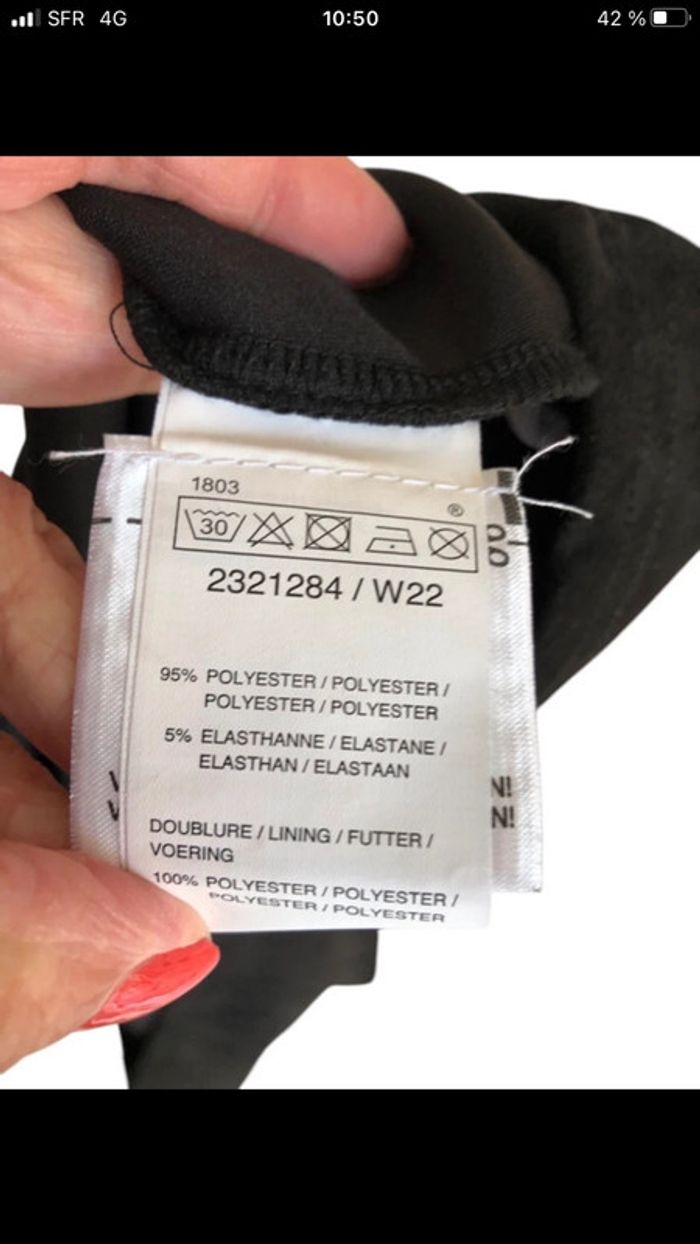 SFR 4G 10:50 42 %
1803
®
30
2321284 / W22
95% POLYESTER / POLYESTER /
POLYESTER / POLYESTER
5% ELASTHANNE / ELASTANE /
ELASTHAN / ELASTAAN
N!
N!
DOUBLURE / LINING / FUTTER /
VOERING
100% POLYESTER / POLYESTER /
POLYESTER / POLYESTER